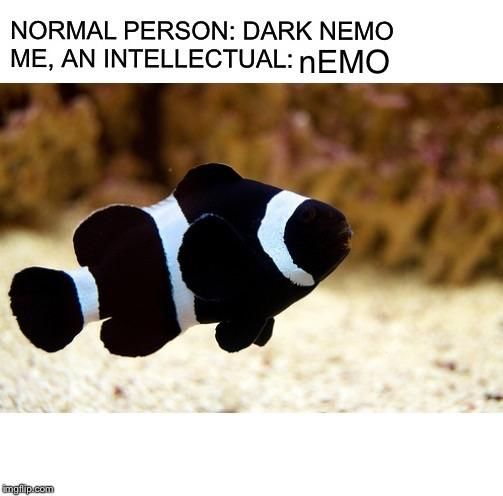 NORMAL PERSON: DARK NEMO
ME, AN INTELLECTUAL: nEMO
imgflip.com